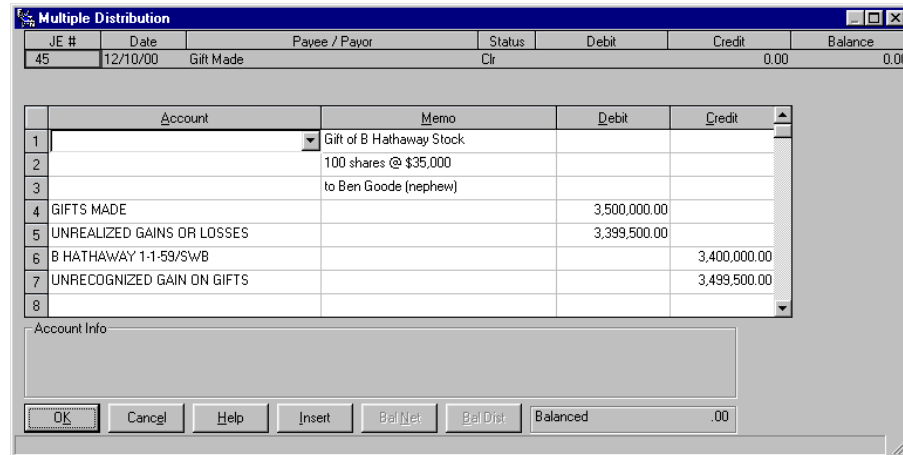 Multiple Distribution
JE # Date Payee / Payor Status Debit Credit Balance
45 12/10/00 Gift Made Clr 0.00 0.00
Account Memo Debit Credit
1 Gift of B Hathaway Stock
2 100 shares @ $35,000
3 to Ben Goode (nephew)
4 GIFTS MADE 3,500,000.00
5 UNREALIZED GAINS OR LOSSES 3,399,500.00
6 B HATHAWAY 1-1-59/SWB 3,400,000.00
7 UNRECOGNIZED GAIN ON GIFTS 3,499,500.00
8
Account Info
OK Cancel Help Insert Bal Net Bal Dist Balanced .00